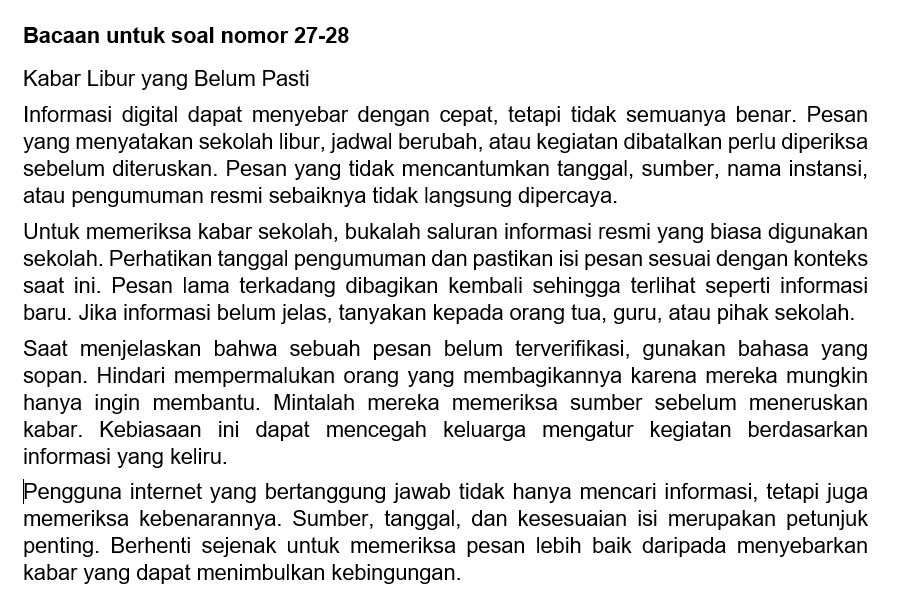 Bacaan untuk soal nomor 27-28
Kabar Libur yang Belum Pasti
Informasi digital dapat menyebar dengan cepat, tetapi tidak semuanya benar. Pesan
yang menyatakan sekolah libur, jadwal berubah, atau kegiatan dibatalkan perlu diperiksa
sebelum diteruskan. Pesan yang tidak mencantumkan tanggal, sumber, nama instansi,
atau pengumuman resmi sebaiknya tidak langsung dipercaya.
Untuk memeriksa kabar sekolah, bukalah saluran informasi resmi yang biasa digunakan
sekolah. Perhatikan tanggal pengumuman dan pastikan isi pesan sesuai dengan konteks
saat ini. Pesan lama terkadang dibagikan kembali sehingga terlihat seperti informasi
baru. Jika informasi belum jelas, tanyakan kepada orang tua, guru, atau pihak sekolah.
Saat menjelaskan bahwa sebuah pesan belum terverifikasi, gunakan bahasa yang
sopan. Hindari mempermalukan orang yang membagikannya karena mereka mungkin
hanya ingin membantu. Mintalah mereka memeriksa sumber sebelum meneruskan
kabar. Kebiasaan ini dapat mencegah keluarga mengatur kegiatan berdasarkan
informasi yang keliru.
Pengguna internet yang bertanggung jawab tidak hanya mencari informasi, tetapi juga
memeriksa kebenarannya. Sumber, tanggal, dan kesesuaian isi merupakan petunjuk
penting. Berhenti sejenak untuk memeriksa pesan lebih baik daripada menyebarkan
kabar yang dapat menimbulkan kebingungan.